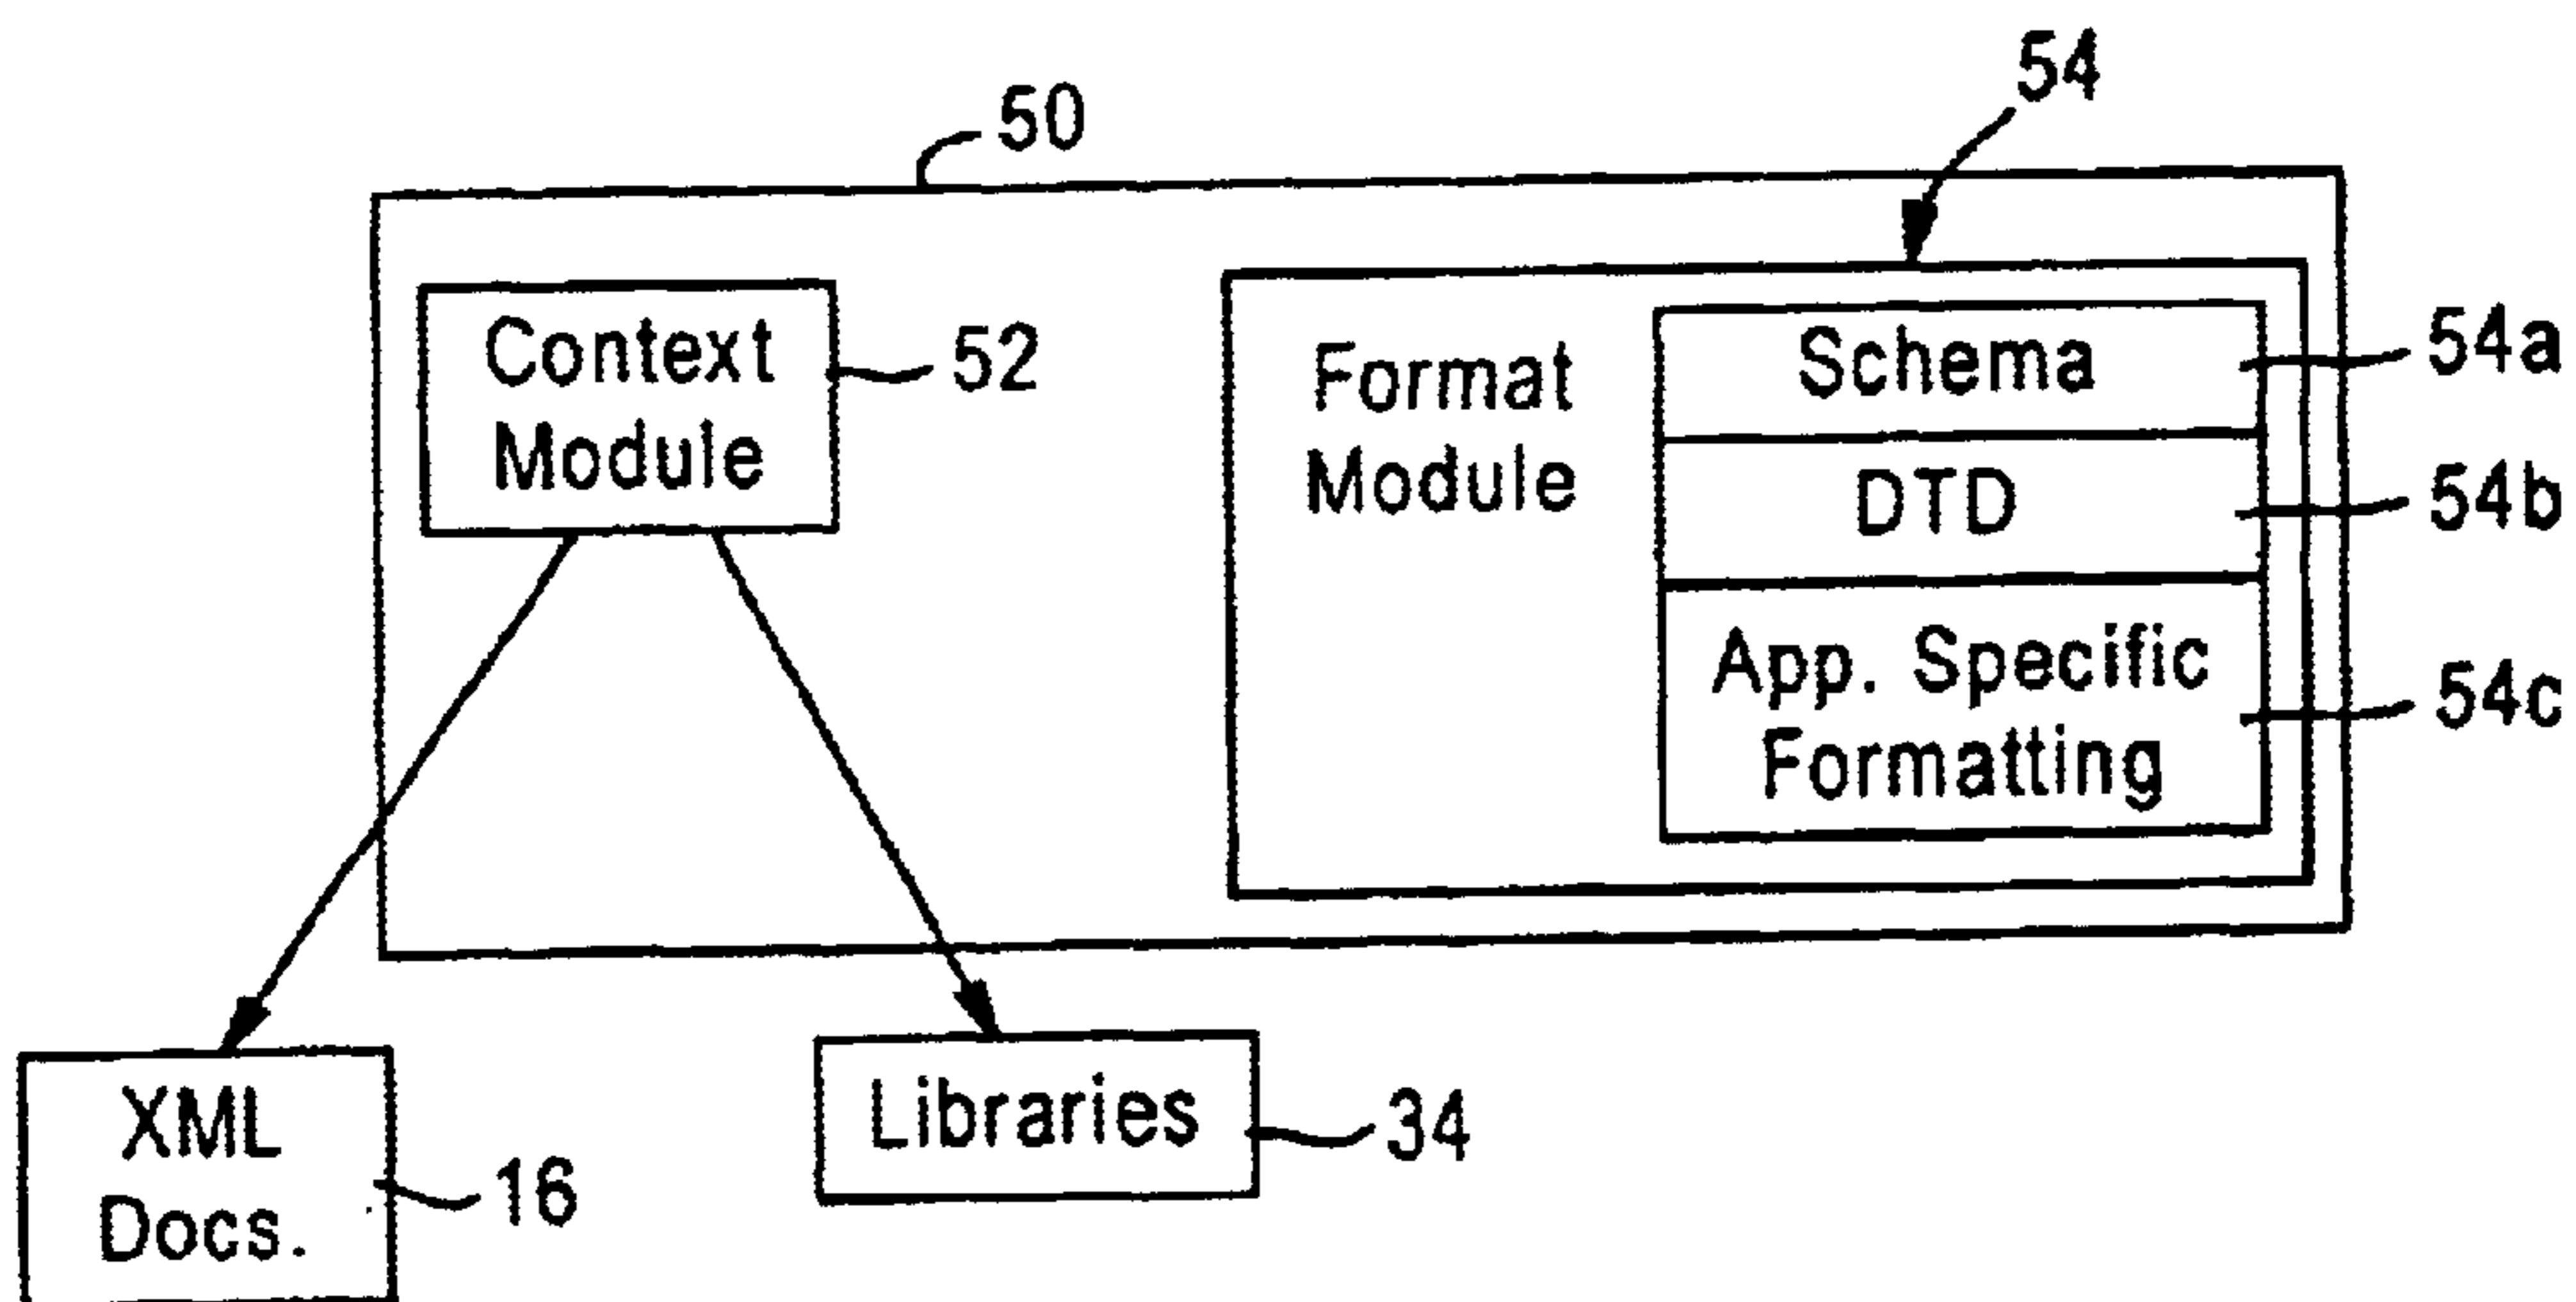 54
50
Context
Module
52
Format
Module
Schema
54a
DTD
54b
App. Specific
Formatting
54c
XML
Docs.
16
Libraries
34